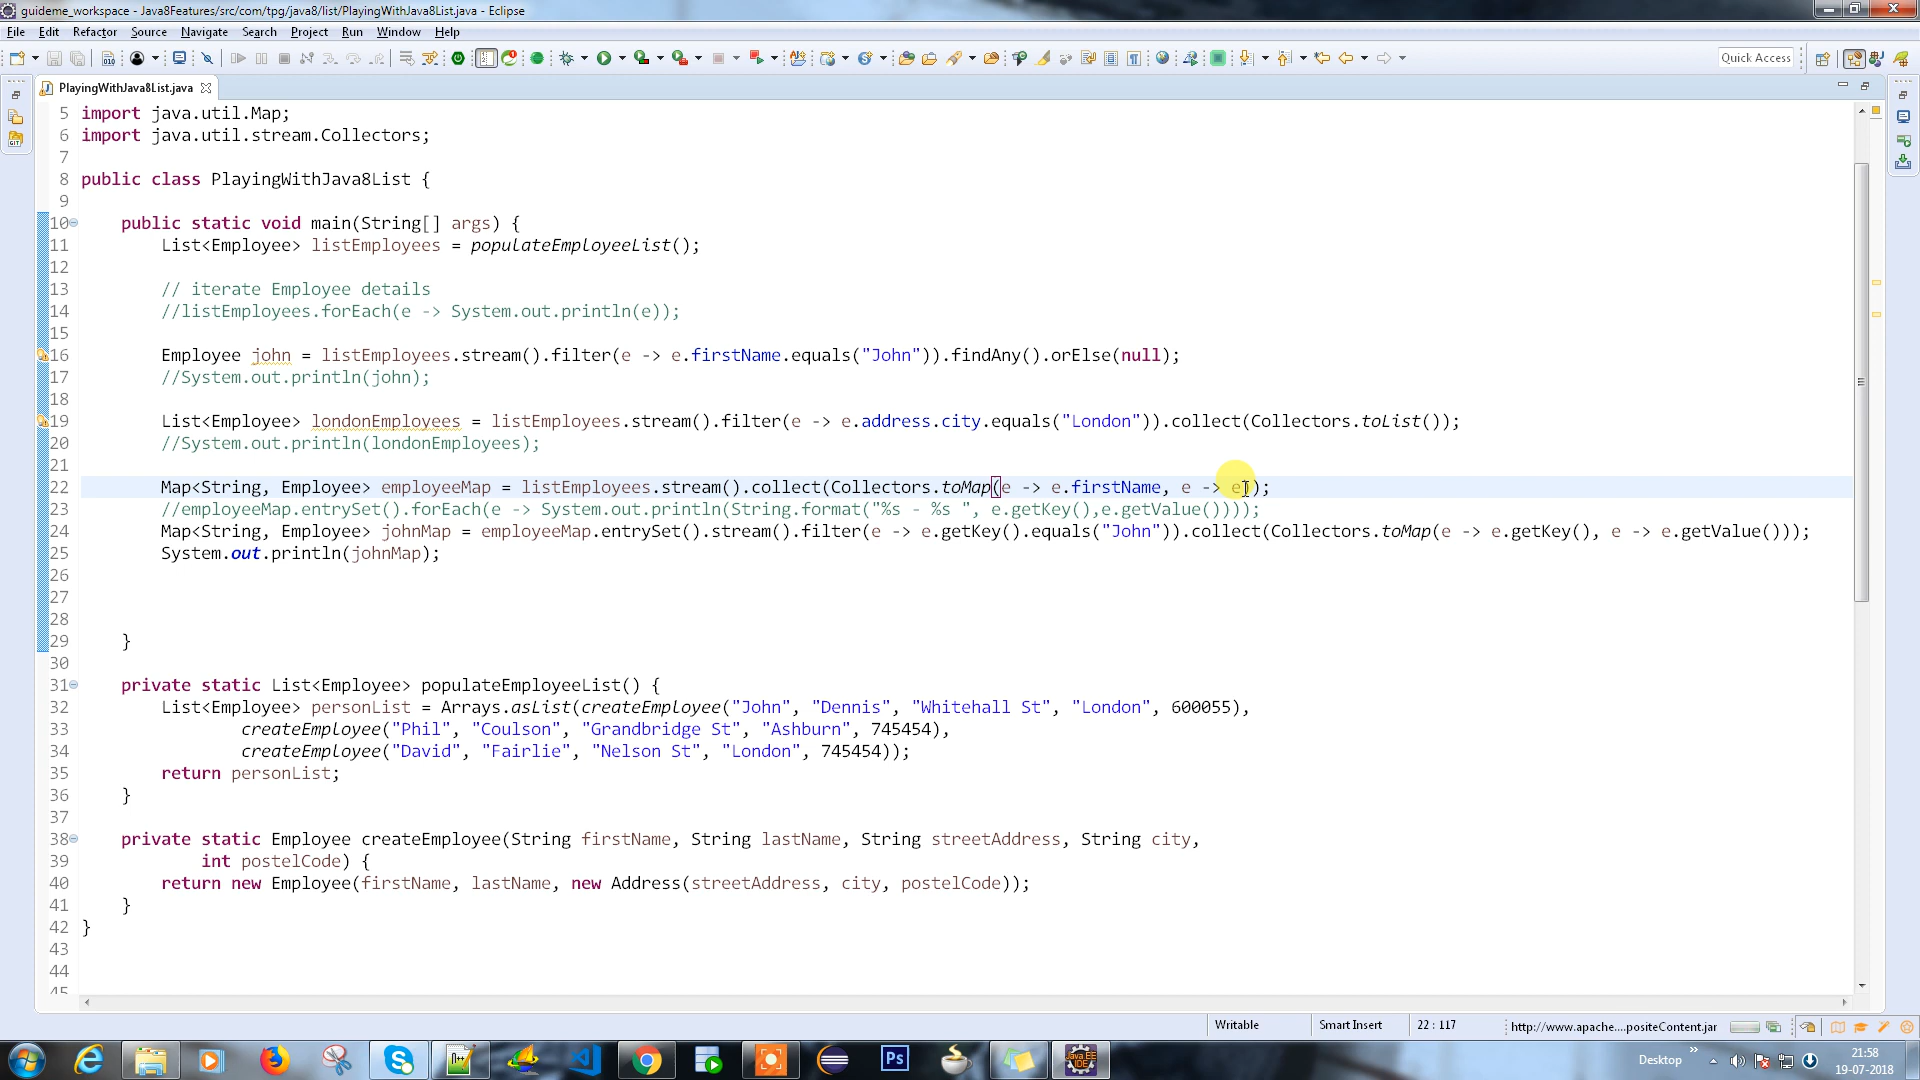 guideme_workspace - Java8Features/src/com/tpg/java8/list/PlayingWithJava8List.java - Eclipse
File Edit Refactor Source Navigate Search Project Run Window Help
Quick Access
PlayingWithJava8List.java
5 import java.util.Map;
6 import java.util.stream.Collectors;
7
8 public class PlayingWithJava8List {
9
10 public static void main(String[] args) {
11 List<Employee> listEmployees = populateEmployeeList();
12
13 // iterate Employee details
14 //listEmployees.forEach(e -> System.out.println(e));
15
16 Employee john = listEmployees.stream().filter(e -> e.firstName.equals("John")).findAny().orElse(null);
17 //System.out.println(john);
18
19 List<Employee> londonEmployees = listEmployees.stream().filter(e -> e.address.city.equals("London")).collect(Collectors.toList());
20 //System.out.println(londonEmployees);
21
22 Map<String, Employee> employeeMap = listEmployees.stream().collect(Collectors.toMap(e -> e.firstName, e -> e));
23 //employeeMap.entrySet().forEach(e -> System.out.println(String.format("%s - %s ", e.getKey(),e.getValue())));
24 Map<String, Employee> johnMap = employeeMap.entrySet().stream().filter(e -> e.getKey().equals("John")).collect(Collectors.toMap(e -> e.getKey(), e -> e.getValue()));
25 System.out.println(johnMap);
26
27
28
29 }
30
31 private static List<Employee> populateEmployeeList() {
32 List<Employee> personList = Arrays.asList(createEmployee("John", "Dennis", "Whitehall St", "London", 600055),
33 createEmployee("Phil", "Coulson", "Grandbridge St", "Ashburn", 745454),
34 createEmployee("David", "Fairlie", "Nelson St", "London", 745454));
35 return personList;
36 }
37
38 private static Employee createEmployee(String firstName, String lastName, String streetAddress, String city,
39 int postelCode) {
40 return new Employee(firstName, lastName, new Address(streetAddress, city, postelCode));
41 }
42 }
43
44
45
Writable Smart Insert 22 : 117 http://www.apache....positeContent.jar
Ps
Java EE
IDE
Desktop
21:58
19-07-2018